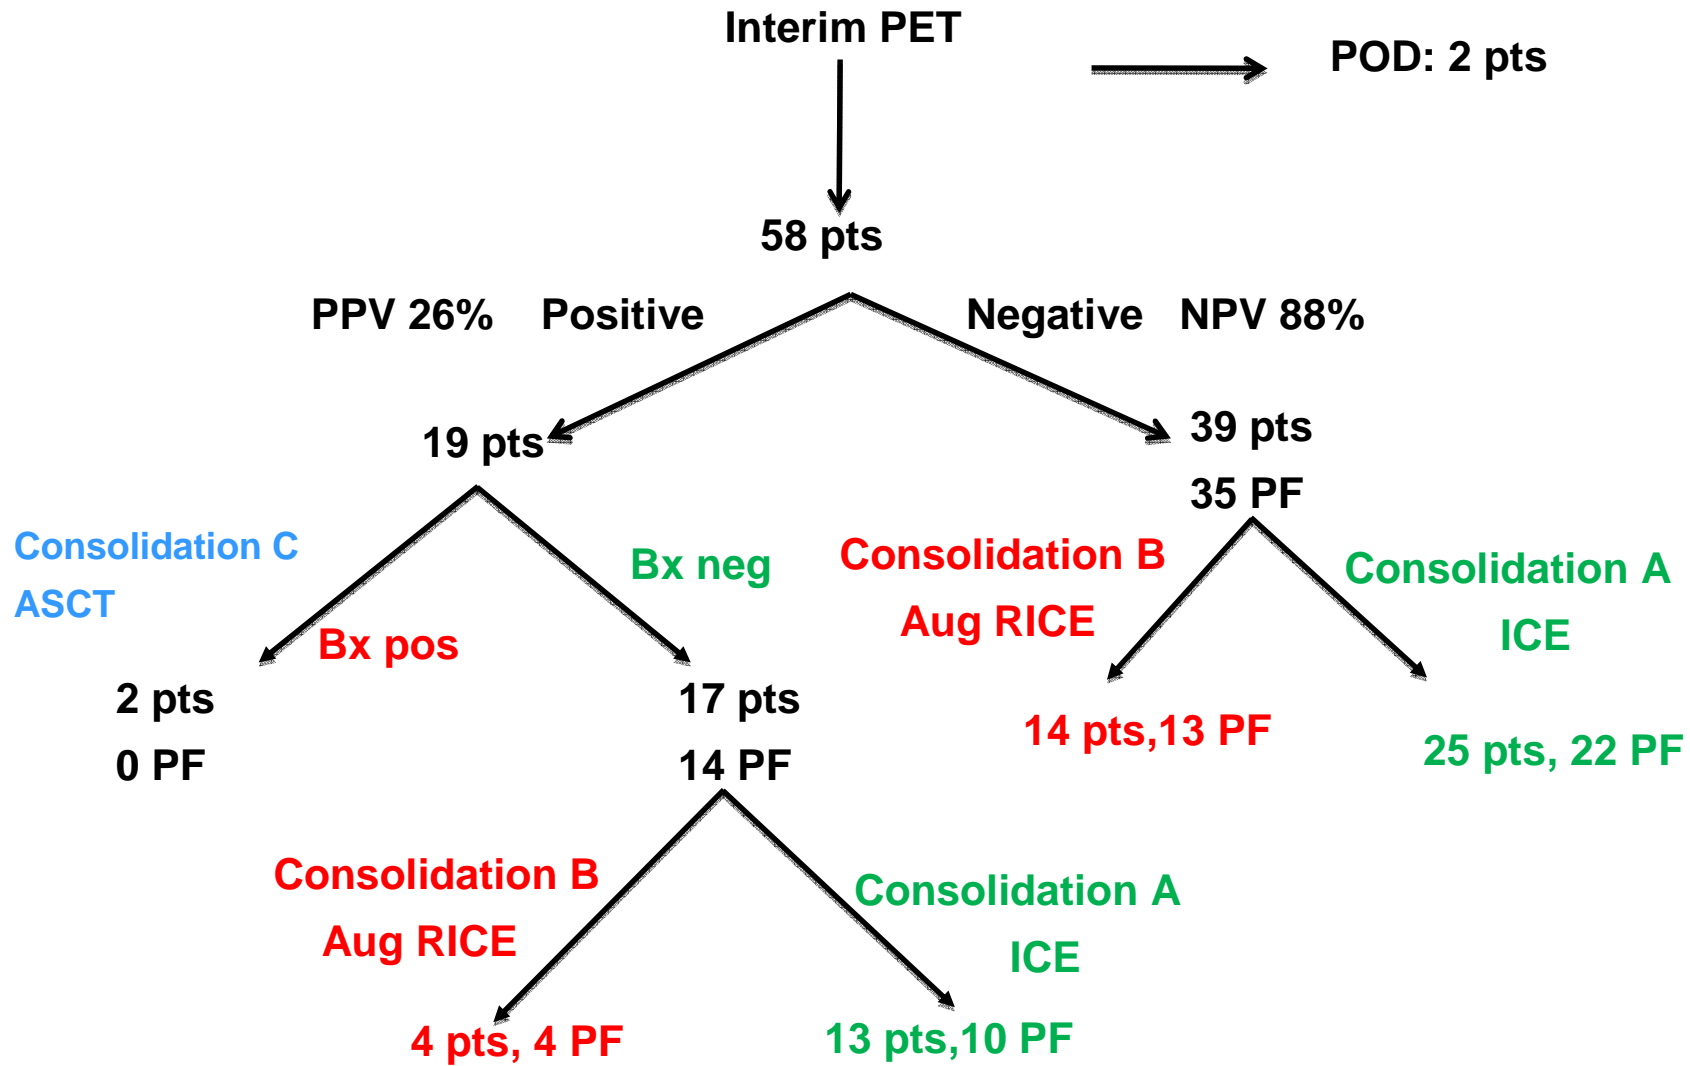 Interim PET
POD: 2 pts
58 pts
PPV 26% Positive Negative NPV 88%
19 pts
39 pts
35 PF
Consolidation C
ASCT
Bx pos
Bx neg
Consolidation B
Aug RICE
Consolidation A
ICE
2 pts
0 PF
17 pts
14 PF
14 pts,13 PF
25 pts, 22 PF
Consolidation B
Aug RICE
Consolidation A
ICE
4 pts, 4 PF
13 pts,10 PF